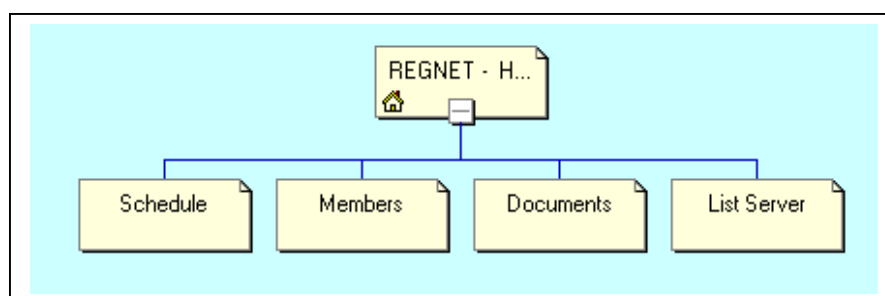 REGNET - H...
Schedule
Members
Documents
List Server